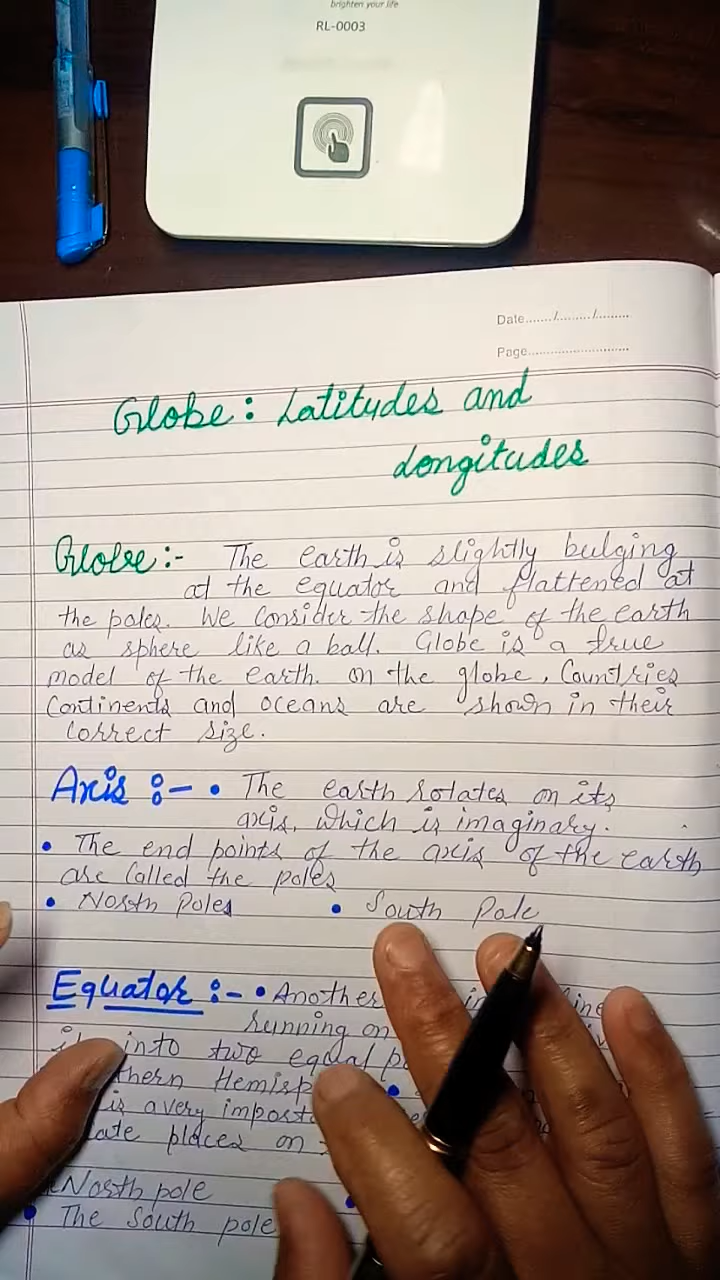 brighten your life
RL-0003
Date......./........./.........
Page............................
Globe: Latitudes and
Longitudes
Globe:- The earth is slightly bulging
at the equator and flattened at
the poles. We Consider the shape of the earth
as sphere like a ball. Globe is a true
model of the earth. On the globe, Countries
Continents and oceans are shown in their
Correct size.
Axis :- • The earth rotates on its
axis, which is imaginary.
• The end points of the axis of the earth
are Called the poles
• North Poles • South Pole
Equator :- • Another
running on
into two equal
Hemisp
is a very
places on
North pole
• The South pole